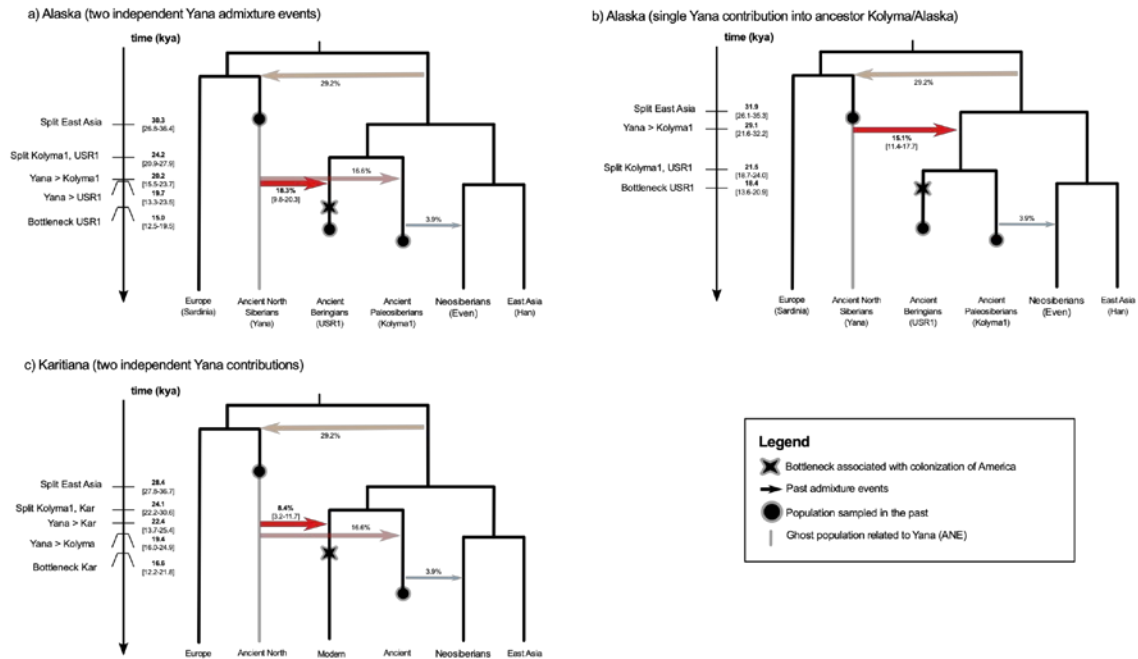 a) Alaska (two independent Yana admixture events)
time (kya)
29.2%
Split East Asia
30.3
[26.8-36.4]
Split Kolyma1, USR1
24.2
[20.9-27.9]
Yana > Kolyma1
20.2
[15.5-23.7]
Yana > USR1
19.7
[13.3-23.5]
Bottleneck USR1
15.0
[12.5-19.5]
16.6%
18.3%
[9.8-20.3]
3.9%
Europe
(Sardinia)
Ancient North
Siberians
(Yana)
Ancient
Beringians
(USR1)
Ancient
Paleosiberians
(Kolyma1)
Neosiberians
(Even)
East Asia
(Han)
b) Alaska (single Yana contribution into ancestor Kolyma/Alaska)
time (kya)
29.2%
Split East Asia
31.9
[26.1-35.3]
Yana > Kolyma1
29.1
[21.6-32.2]
15.1%
[11.4-17.7]
Split Kolyma1, USR1
21.5
[18.7-24.0]
Bottleneck USR1
18.4
[13.6-20.9]
3.9%
Europe
(Sardinia)
Ancient North
Siberians
(Yana)
Ancient
Beringians
(USR1)
Ancient
Paleosiberians
(Kolyma1)
Neosiberians
(Even)
East Asia
(Han)
c) Karitiana (two independent Yana contributions)
time (kya)
29.2%
Split East Asia
28.4
[27.8-36.7]
Split Kolyma1, Kar
24.1
[22.2-30.6]
Yana > Kar
22.4
[13.7-25.4]
Yana > Kolyma
19.4
[16.0-24.9]
Bottleneck Kar
16.6
[12.2-21.8]
8.4%
[3.2-11.7]
16.6%
3.9%
Europe
Ancient North
Modern
Ancient
Neosiberians
East Asia
Legend
Bottleneck associated with colonization of America
Past admixture events
Population sampled in the past
Ghost population related to Yana (ANE)